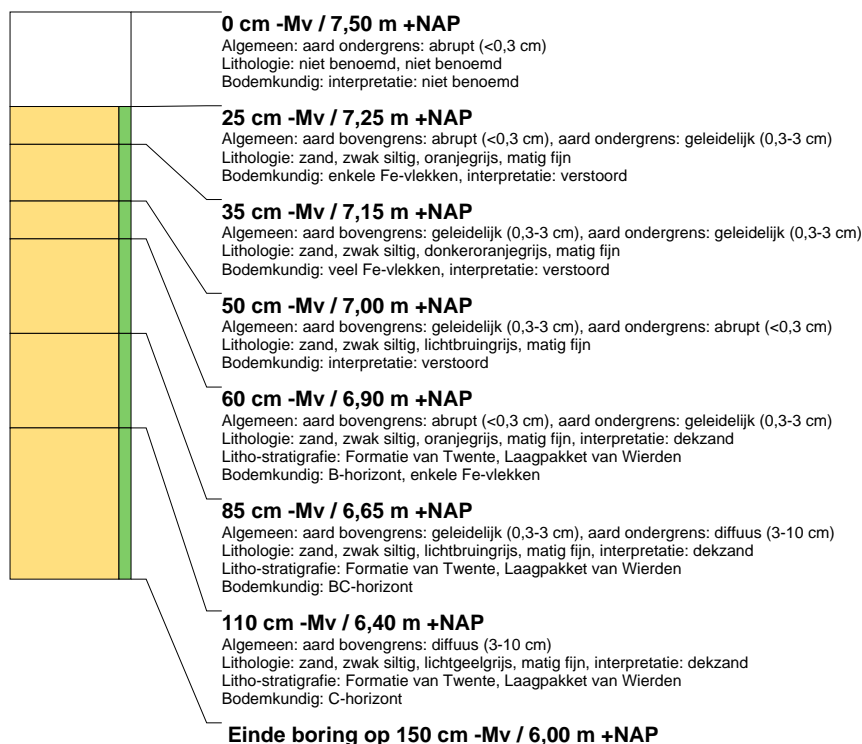 0 cm -Mv / 7,50 m +NAP
Algemeen: aard ondergrens: abrupt (<0,3 cm)
Lithologie: niet benoemd, niet benoemd
Bodemkundig: interpretatie: niet benoemd
25 cm -Mv / 7,25 m +NAP
Algemeen: aard bovengrens: abrupt (<0,3 cm), aard ondergrens: geleidelijk (0,3-3 cm)
Lithologie: zand, zwak siltig, oranjegrijs, matig fijn
Bodemkundig: enkele Fe-vlekken, interpretatie: verstoord
35 cm -Mv / 7,15 m +NAP
Algemeen: aard bovengrens: geleidelijk (0,3-3 cm), aard ondergrens: geleidelijk (0,3-3 cm)
Lithologie: zand, zwak siltig, donkeroranjegrijs, matig fijn
Bodemkundig: veel Fe-vlekken, interpretatie: verstoord
50 cm -Mv / 7,00 m +NAP
Algemeen: aard bovengrens: geleidelijk (0,3-3 cm), aard ondergrens: abrupt (<0,3 cm)
Lithologie: zand, zwak siltig, lichtbruingrijs, matig fijn
Bodemkundig: interpretatie: verstoord
60 cm -Mv / 6,90 m +NAP
Algemeen: aard bovengrens: abrupt (<0,3 cm), aard ondergrens: geleidelijk (0,3-3 cm)
Lithologie: zand, zwak siltig, oranjegrijs, matig fijn, interpretatie: dekzand
Litho-stratigrafie: Formatie van Twente, Laagpakket van Wierden
Bodemkundig: B-horizont, enkele Fe-vlekken
85 cm -Mv / 6,65 m +NAP
Algemeen: aard bovengrens: geleidelijk (0,3-3 cm), aard ondergrens: diffuus (3-10 cm)
Lithologie: zand, zwak siltig, lichtbruingrijs, matig fijn, interpretatie: dekzand
Litho-stratigrafie: Formatie van Twente, Laagpakket van Wierden
Bodemkundig: BC-horizont
110 cm -Mv / 6,40 m +NAP
Algemeen: aard bovengrens: diffuus (3-10 cm)
Lithologie: zand, zwak siltig, lichtgeelgrijs, matig fijn, interpretatie: dekzand
Litho-stratigrafie: Formatie van Twente, Laagpakket van Wierden
Bodemkundig: C-horizont
Einde boring op 150 cm -Mv / 6,00 m +NAP